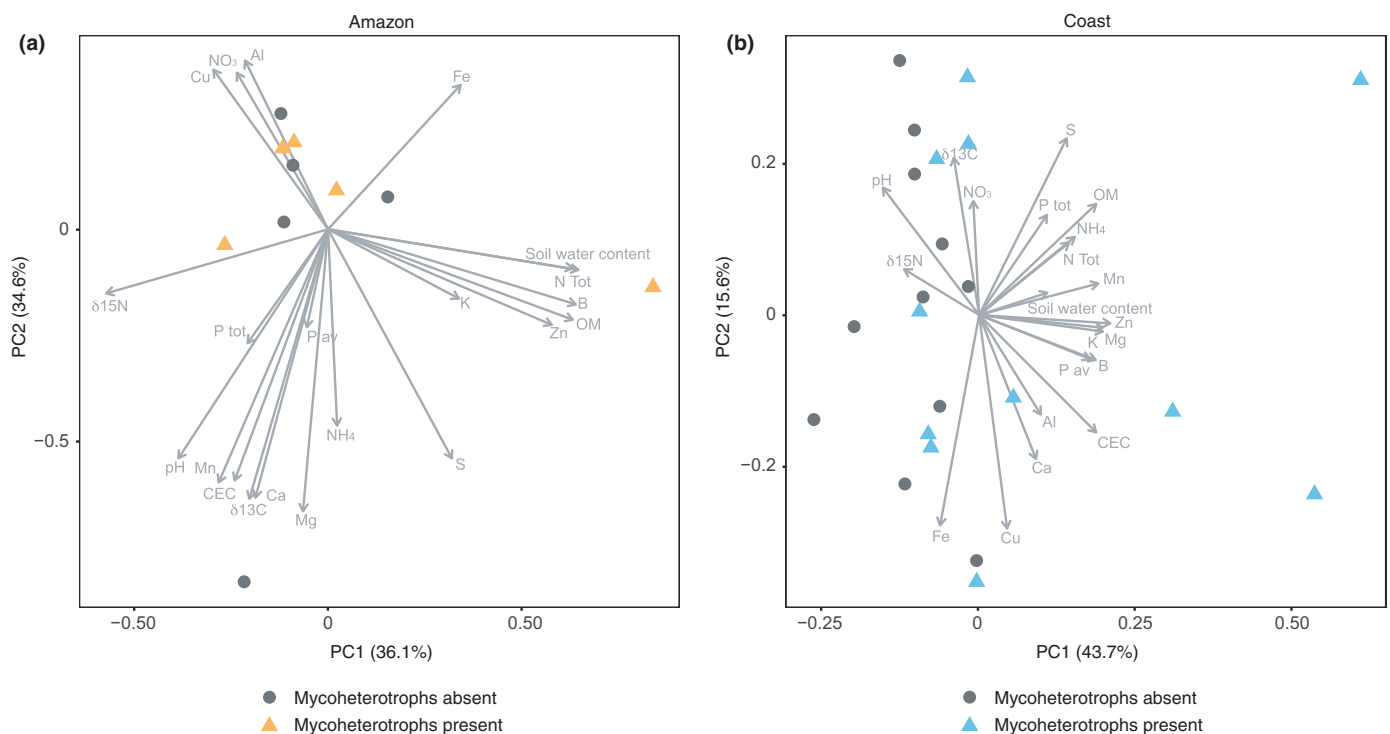 Amazon
(a)
NO₃
Al
Cu
Fe
0
−0.5
PC2 (34.6%)
Soil water content
N Tot
B
OM
K
Zn
δ15N
P tot
P av
NH₄
S
pH
Mn
CEC
δ13C
Ca
Mg
−0.50
0
0.50
PC1 (36.1%)
Mycoheterotrophs absent
Mycoheterotrophs present
Coast
(b)
0.2
0
−0.2
PC2 (15.6%)
S
δ13C
pH
NO₃
OM
P tot
NH₄
N Tot
δ15N
Mn
Soil water content
Zn
K
Mg
P av
B
Al
CEC
Ca
Fe
Cu
−0.25
0
0.25
0.50
PC1 (43.7%)
Mycoheterotrophs absent
Mycoheterotrophs present